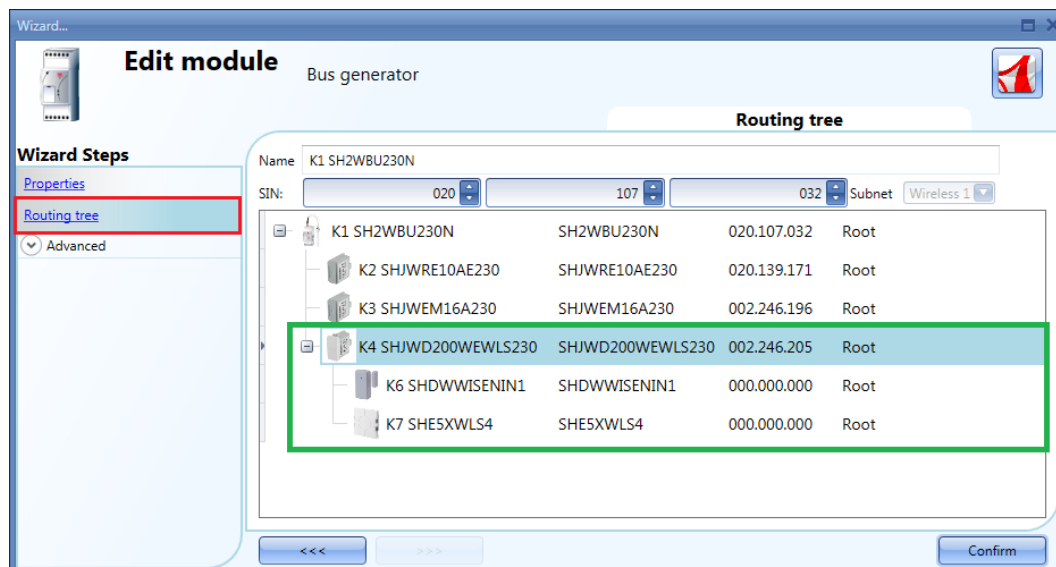 Wizard...
Edit module Bus generator
Routing tree
Wizard Steps
Properties
Routing tree
Advanced
Name K1 SH2WBU230N
SIN: 020 107 032 Subnet Wireless 1
K1 SH2WBU230N SH2WBU230N 020.107.032 Root
K2 SHJWRE10AE230 SHJWRE10AE230 020.139.171 Root
K3 SHJWEM16A230 SHJWEM16A230 002.246.196 Root
K4 SHJWD200WEWLS230 SHJWD200WEWLS230 002.246.205 Root
K6 SHDWWISENIN1 SHDWWISENIN1 000.000.000 Root
K7 SHE5XWLS4 SHE5XWLS4 000.000.000 Root
<<< >>> Confirm